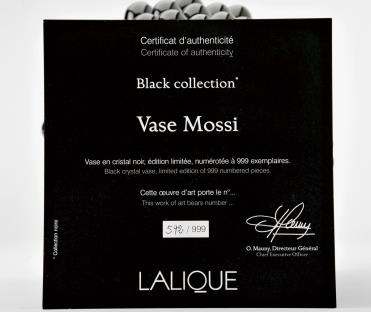 Certificat d'authenticité
Certificate of authenticity
Black collection*
Vase Mossi
Vase en cristal noir, édition limitée, numérotée à 999 exemplaires.
Black crystal vase, limited edition of 999 numbered pieces.
Cette œuvre d'art porte le n°...
This work of art bears number ...
598 / 999
O. Mauny, Directeur Général
Chief Executive Officer
* Collection noire
LALIQUE